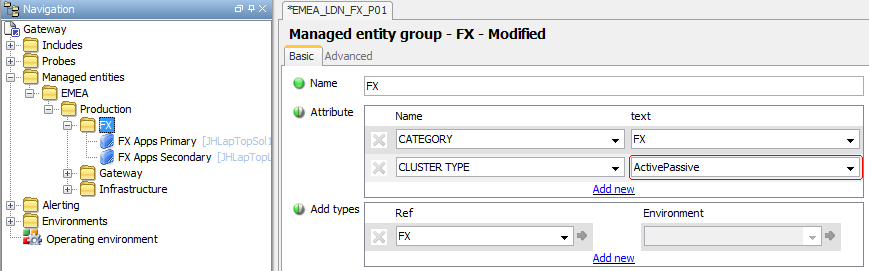 Navigation
Gateway
Includes
Probes
Managed entities
EMEA
Production
FX
FX Apps Primary [JHLapTopSol1
FX Apps Secondary [JHLapTopL
Gateway
Infrastructure
Alerting
Environments
Operating environment
*EMEA_LDN_FX_P01
Managed entity group - FX - Modified
Basic Advanced
Name FX
Attribute Name text
CATEGORY FX
CLUSTER TYPE ActivePassive
Add new
Add types Ref Environment
FX
Add new